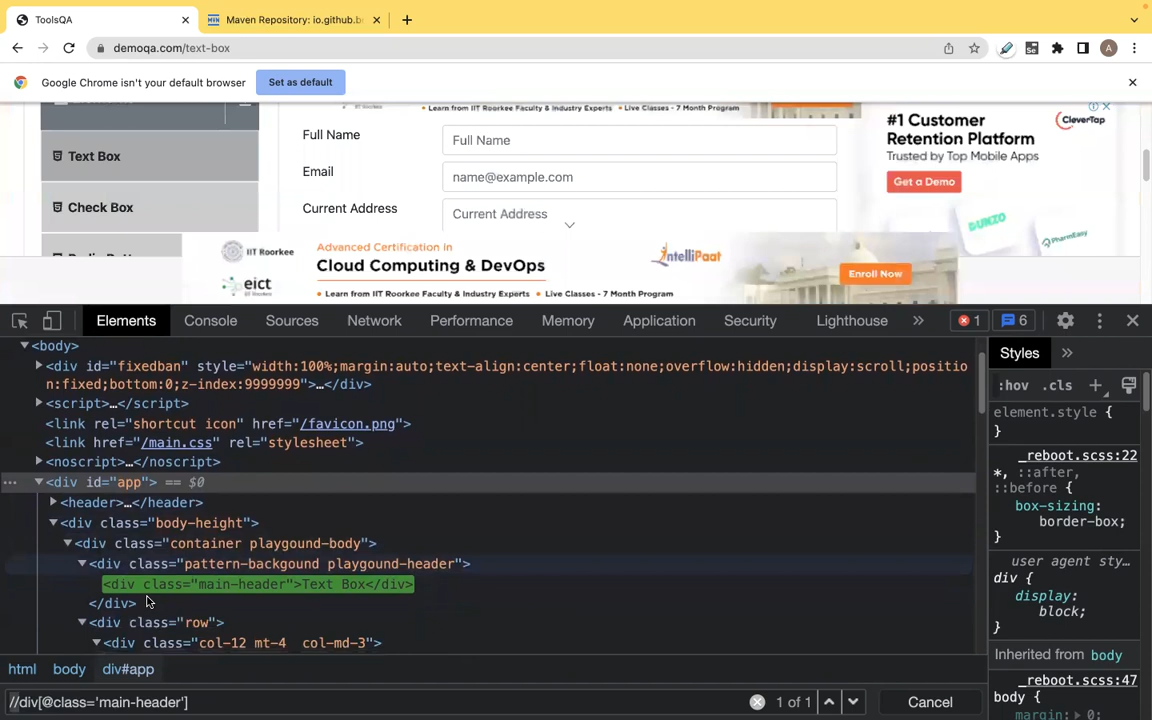 ToolsQA
Maven Repository: io.github.b
demoqa.com/text-box
A
Google Chrome isn't your default browser
Set as default
Learn from IIT Roorkee Faculty & Industry Experts • Live Classes - 7 Month Program
Full Name
Full Name
Text Box
Email
name@example.com
Check Box
Current Address
Current Address
#1 Customer
Retention Platform
Trusted by Top Mobile Apps
CleverTap
Get a Demo
DUNZO
PharmEasy
IIT Roorkee
eict
Advanced Certification in
Cloud Computing & DevOps
• Learn from IIT Roorkee Faculty & Industry Experts • Live Classes - 7 Month Program
INTELLIPAAT
Enroll Now
Elements
Console
Sources
Network
Performance
Memory
Application
Security
Lighthouse
»
1
6
<body>
<div id="fixedban" style="width:100%;margin:auto;text-align:center;float:none;overflow:hidden;display:scroll;positio
n:fixed;bottom:0;z-index:9999999">…</div>
<script>…</script>
<link rel="shortcut icon" href="/favicon.png">
<link href="/main.css" rel="stylesheet">
<noscript>…</noscript>
<div id="app"> == $0
<header>…</header>
<div class="body-height">
<div class="container playgound-body">
<div class="pattern-backgound playgound-header">
<div class="main-header">Text Box</div>
</div>
<div class="row">
<div class="col-12 mt-4  col-md-3">
html
body
div#app
//div[@class='main-header']
1 of 1
Cancel
Styles
»
:hov
.cls
+
element.style {
}
_reboot.scss:22
*, ::after,
::before {
box-sizing:
border-box;
}
user agent sty…
div {
display:
block;
}
Inherited from body
_reboot.scss:47
body {
margin: 0;